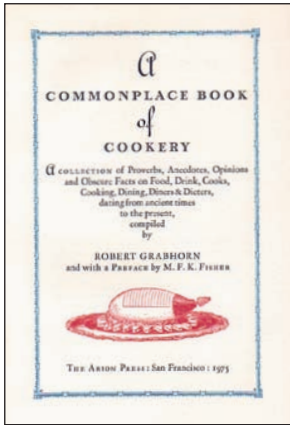 A
COMMONPLACE BOOK
of
COOKERY
A COLLECTION of Proverbs, Anecdotes, Opinions
and Obscure Facts on Food, Drink, Cooks,
Cooking, Dining, Diners & Dieters,
dating from ancient times
to the present,
compiled
by
ROBERT GRABHORN
and with a PREFACE by M. F. K. FISHER
THE ARION PRESS : San Francisco : 1975